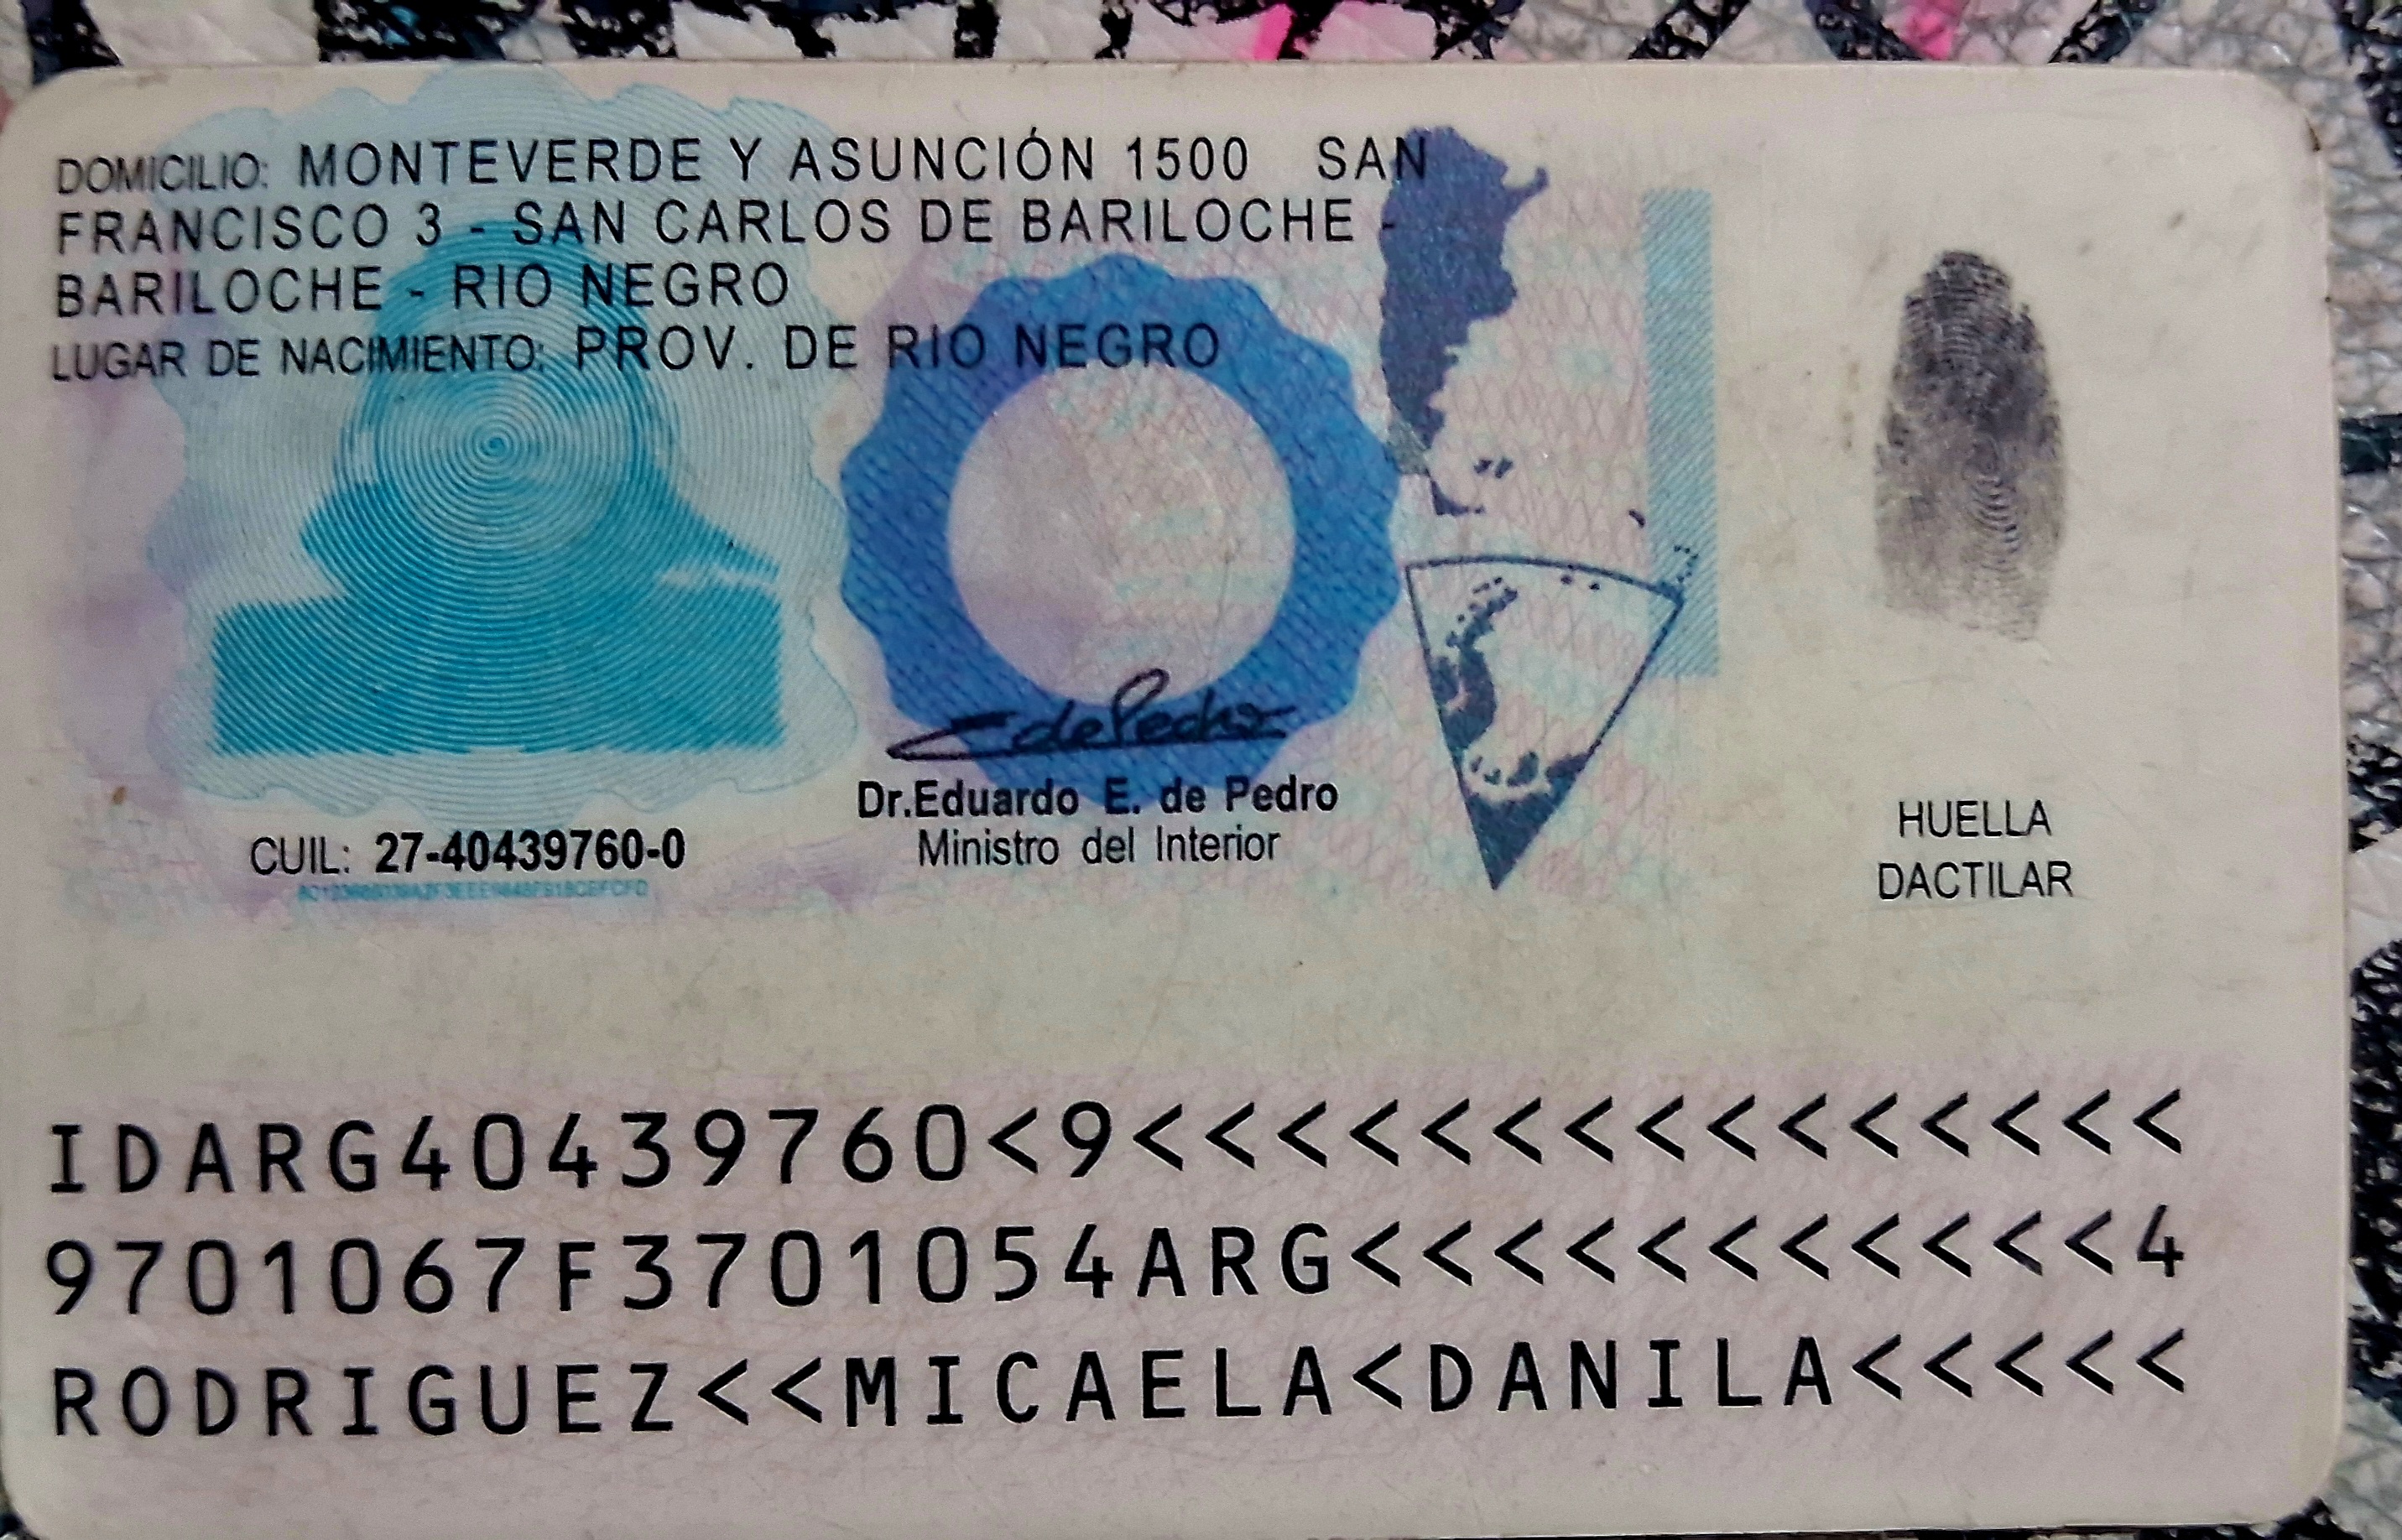 DOMICILIO: MONTEVERDE Y ASUNCIÓN 1500 SAN
FRANCISCO 3 - SAN CARLOS DE BARILOCHE -
BARILOCHE - RIO NEGRO
LUGAR DE NACIMIENTO: PROV. DE RIO NEGRO
Dr.Eduardo E. de Pedro
Ministro del Interior
CUIL: 27-40439760-0
HUELLA
DACTILAR
IDARG40439760<9<<<<<<<<<<<<<<<
9701067F3701054ARG<<<<<<<<<<<4
RODRIGUEZ<<MICAELA<DANILA<<<<<